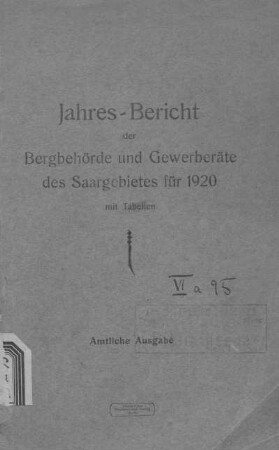 Jahres-Bericht
der
Bergbehörde und Gewerberäte
des Saargebietes für 1920
mit Tabellen
VI a 95
Amtliche Ausgabe